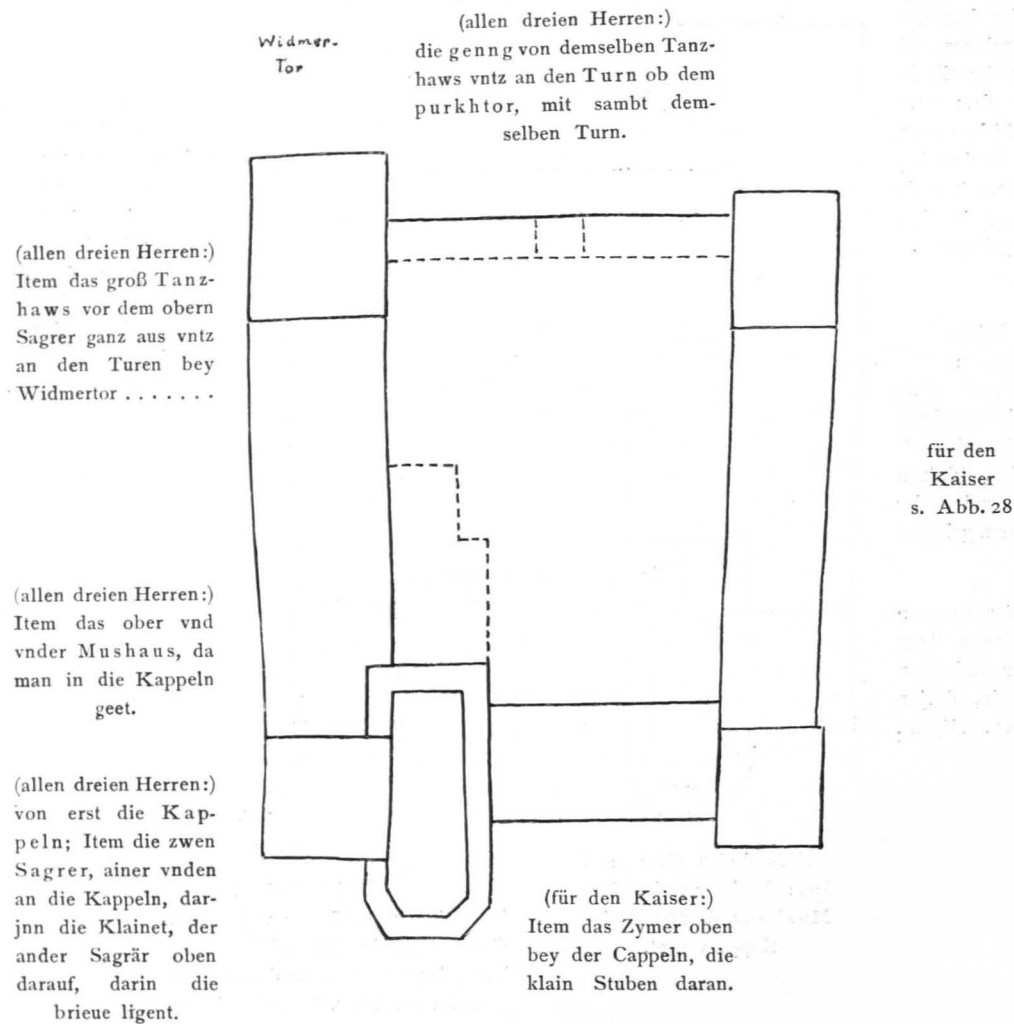 Widmer-
Tor
(allen dreien Herren:)
die genng von demselben Tanz-
haws vntz an den Turn ob dem
purkhtor, mit sambt dem-
selben Turn.
(allen dreien Herren:)
Item das groß Tanz-
haws vor dem obern
Sagrer ganz aus vntz
an den Turen bey
Widmertor . . . . . . .
für den
Kaiser
s. Abb. 28
(allen dreien Herren:)
Item das ober vnd
vnder Mushaus, da
man in die Kappeln
geet.
(allen dreien Herren:)
von erst die Kap-
peln; Item die zwen
Sagrer, ainer vnden
an die Kappeln, dar-
jnn die Klainet, der
ander Sagrär oben
darauf, darin die
brieue ligent.
(für den Kaiser:)
Item das Zymer oben
bey der Cappeln, die
klain Stuben daran.